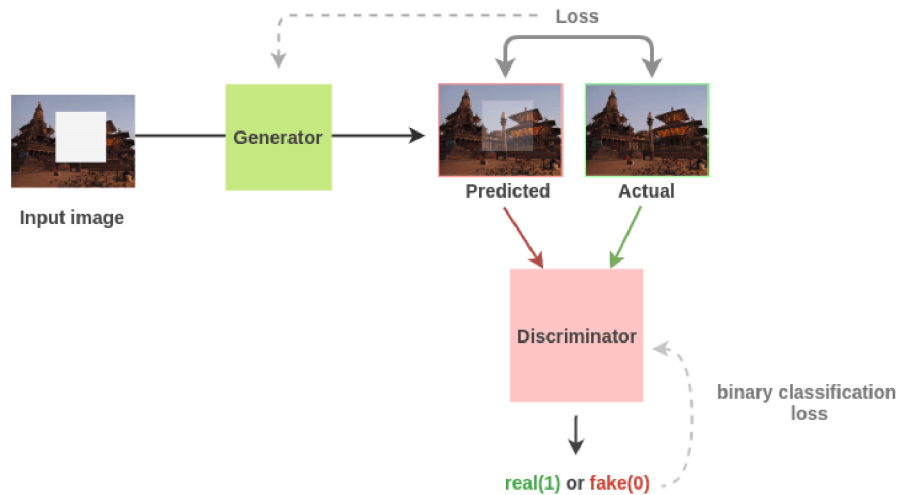 Loss
Generator
Input image
Predicted
Actual
Discriminator
binary classification
loss
real(1) or fake(0)